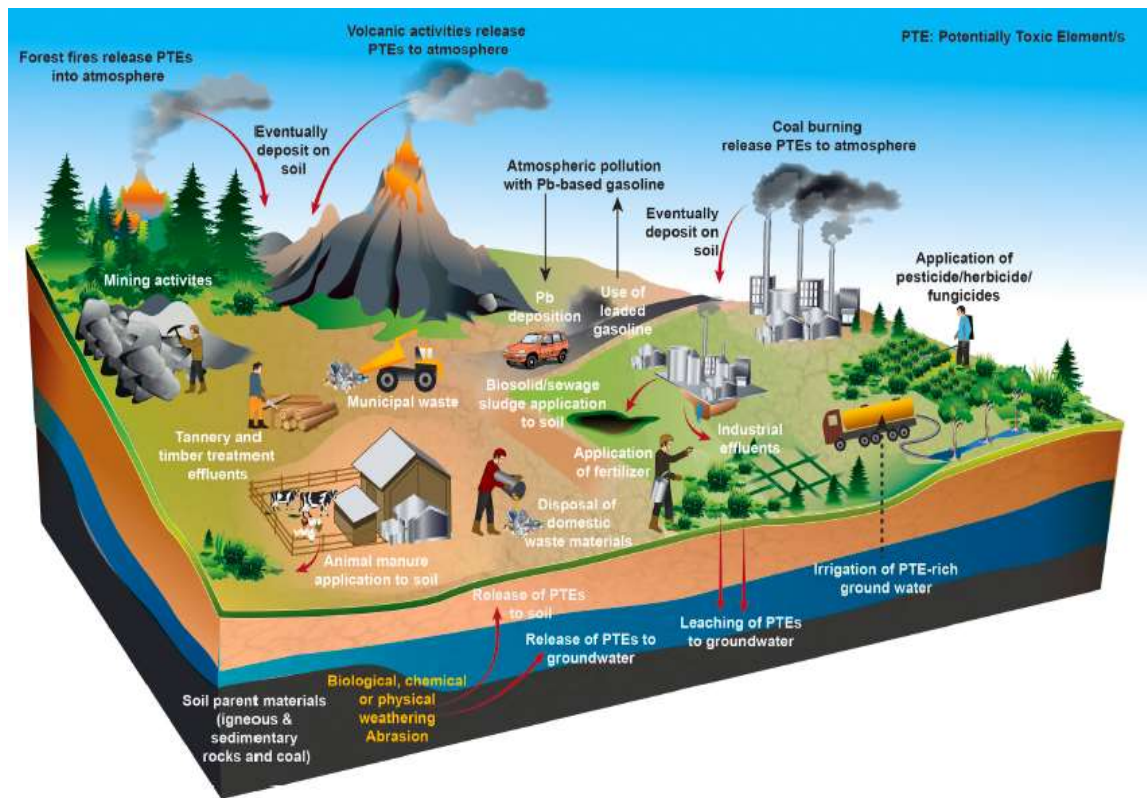 Volcanic activities release
PTEs to atmosphere
PTE: Potentially Toxic Element/s
Forest fires release PTEs
into atmosphere
Eventually
deposit on
soil
Coal burning
release PTEs to atmosphere
Atmospheric pollution
with Pb-based gasoline
Eventually
deposit on
soil
Application of
pesticide/herbicide/
fungicides
Mining activites
Pb
deposition
Use of
leaded
gasoline
Municipal waste
Biosolid/sewage
sludge application
to soil
Tannery and
timber treatment
effluents
Industrial
effluents
Application
of fertilizer
Disposal of
domestic
waste materials
Animal manure
application to soil
Irrigation of PTE-rich
ground water
Release of PTEs
to soil
Release of PTEs to
groundwater
Leaching of PTEs
to groundwater
Biological, chemical
or physical
weathering
Abrasion
Soil parent materials
(igneous &
sedimentary
rocks and coal)